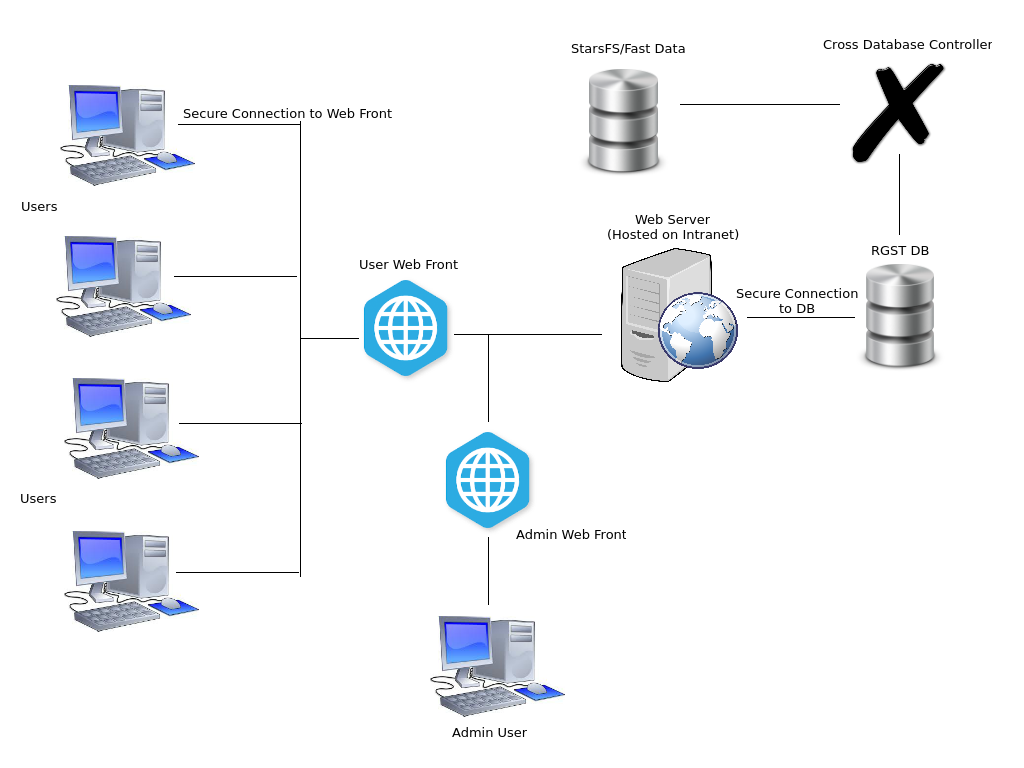 StarsFS/Fast Data
Cross Database Controller
Secure Connection to Web Front
Users
Web Server
(Hosted on Intranet)
RGST DB
User Web Front
Secure Connection
to DB
Users
Admin Web Front
Admin User